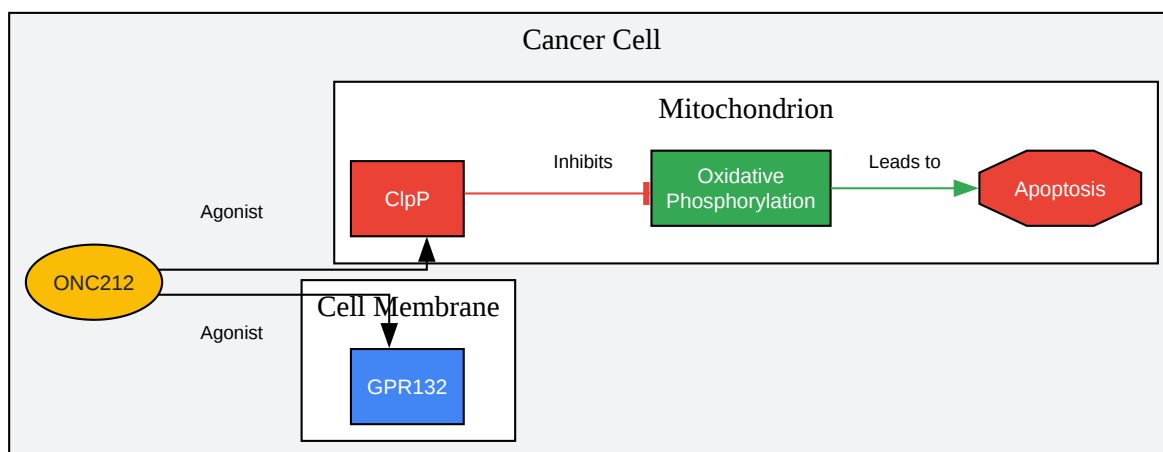 Cancer Cell
Mitochondrion
Inhibits
Leads to
Oxidative
Phosphorylation
ClpP
Apoptosis
Agonist
ONC212
Agonist
Cell Membrane
GPR132